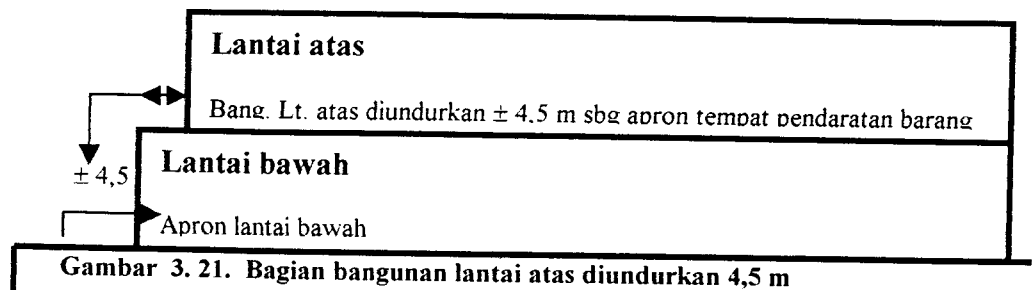 Lantai atas
Bang. Lt. atas diundurkan ± 4.5 m sbg apron tempat pendaratan barang
Lantai bawah
± 4,5
Apron lantai bawah
Gambar 3. 21. Bagian bangunan lantai atas diundurkan 4,5 m